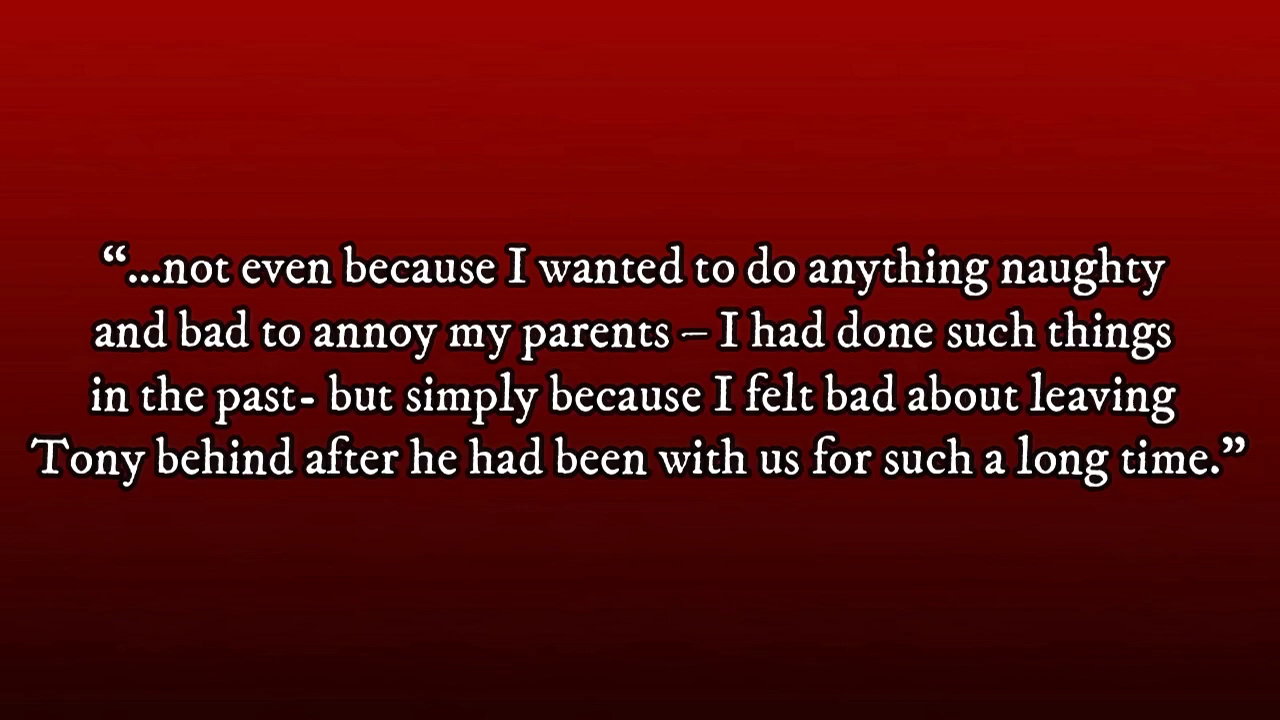 “...not even because I wanted to do anything naughty
and bad to annoy my parents – I had done such things
in the past- but simply because I felt bad about leaving
Tony behind after he had been with us for such a long time.”